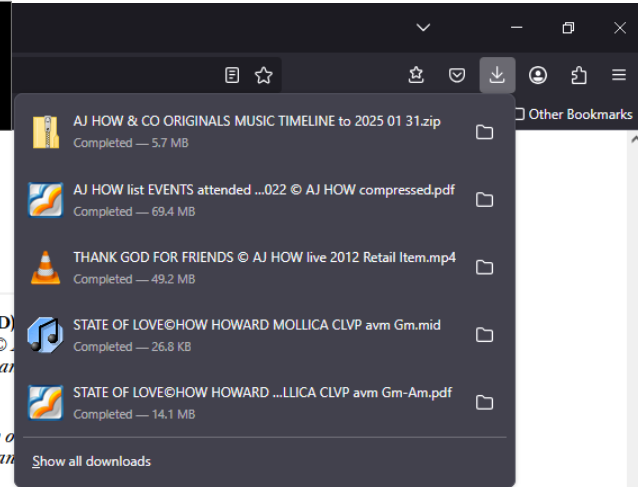 Other Bookmarks
AJ HOW & CO ORIGINALS MUSIC TIMELINE to 2025 01 31.zip
Completed — 5.7 MB
AJ HOW list EVENTS attended ...022 © AJ HOW compressed.pdf
Completed — 69.4 MB
THANK GOD FOR FRIENDS © AJ HOW live 2012 Retail Item.mp4
Completed — 49.2 MB
STATE OF LOVE©HOW HOWARD MOLLICA CLVP avm Gm.mid
Completed — 26.8 KB
STATE OF LOVE©HOW HOWARD ...LLICA CLVP avm Gm-Am.pdf
Completed — 14.1 MB
Show all downloads